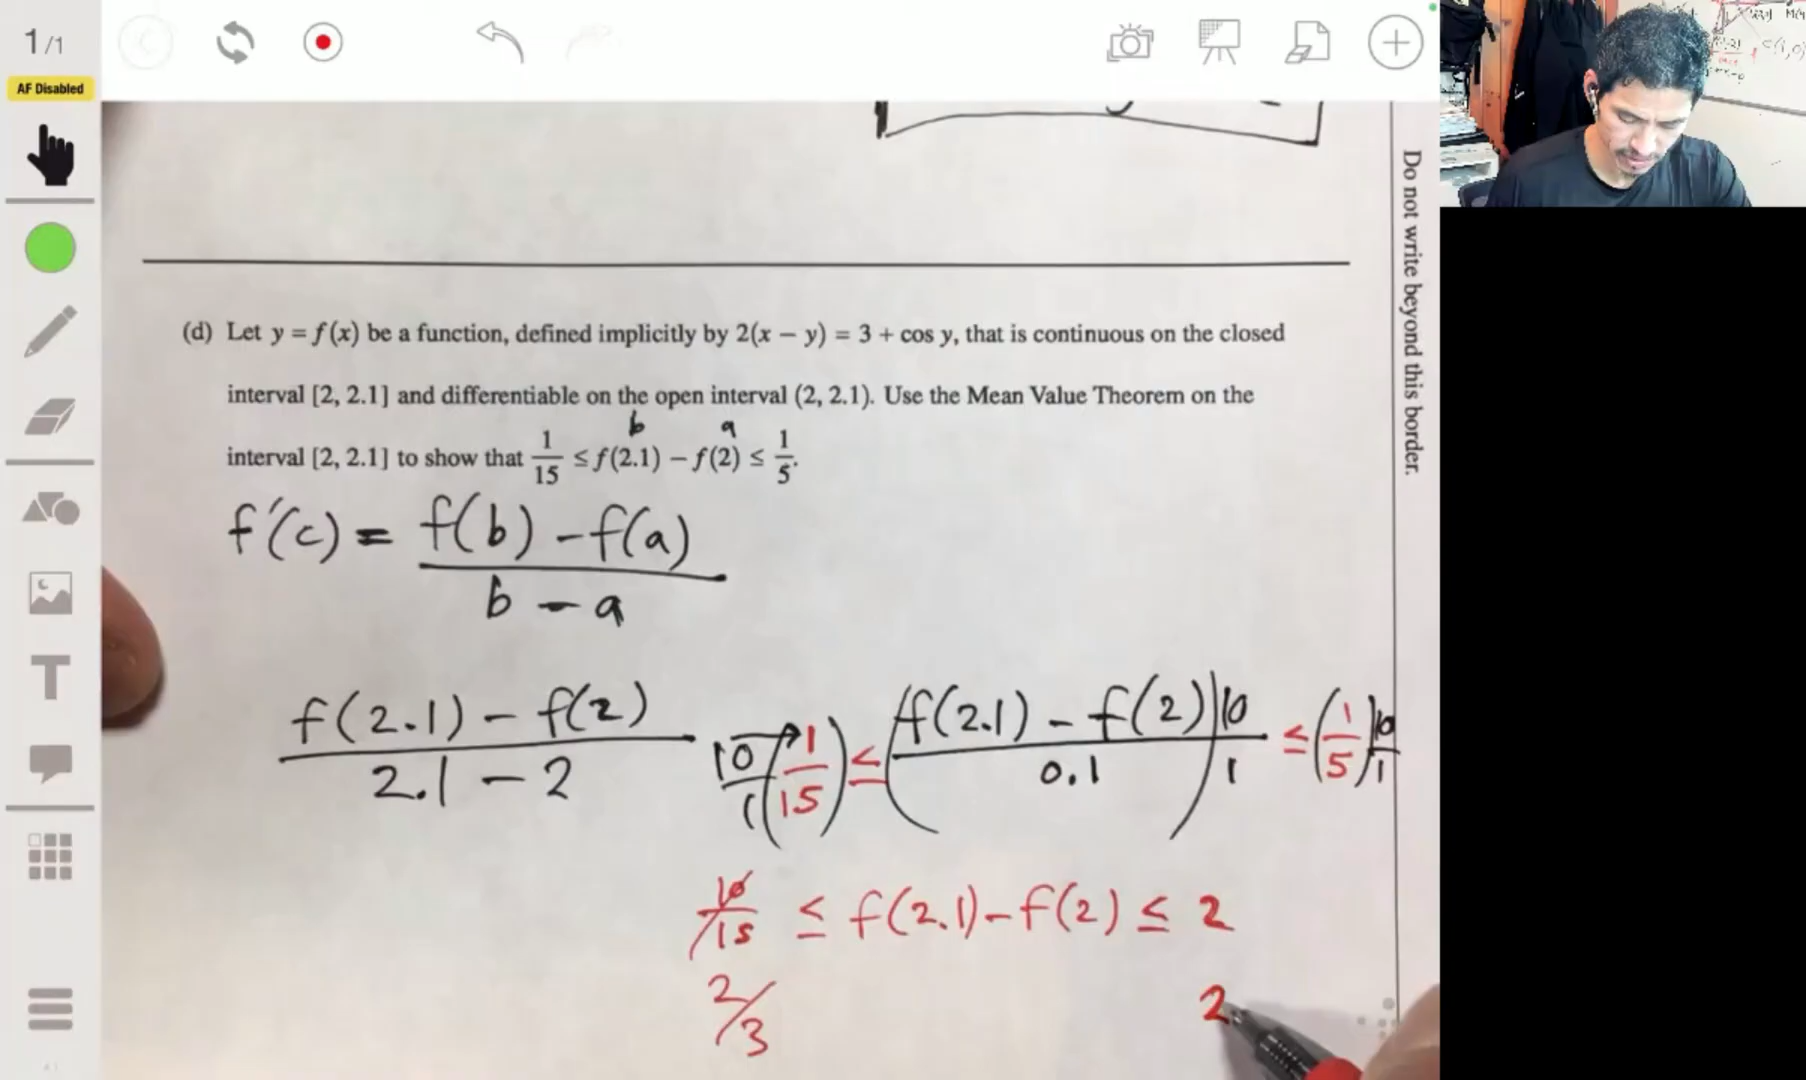 1/1
AF Disabled
T
Do not write beyond this border.
(d) Let y = f(x) be a function, defined implicitly by 2(x − y) = 3 + cos y, that is continuous on the closed
interval [2, 2.1] and differentiable on the open interval (2, 2.1). Use the Mean Value Theorem on the
b a
interval [2, 2.1] to show that 1/15 ≤ f(2.1) − f(2) ≤ 1/5.
f'(c) = f(b) - f(a)
b - a
f(2.1) - f(2)
2.1 - 2
10/1 (1/15) ≤ (f(2.1) - f(2) / 0.1) 10/1 ≤ (1/5) 10/1
10/15 ≤ f(2.1) - f(2) ≤ 2
2/3 2